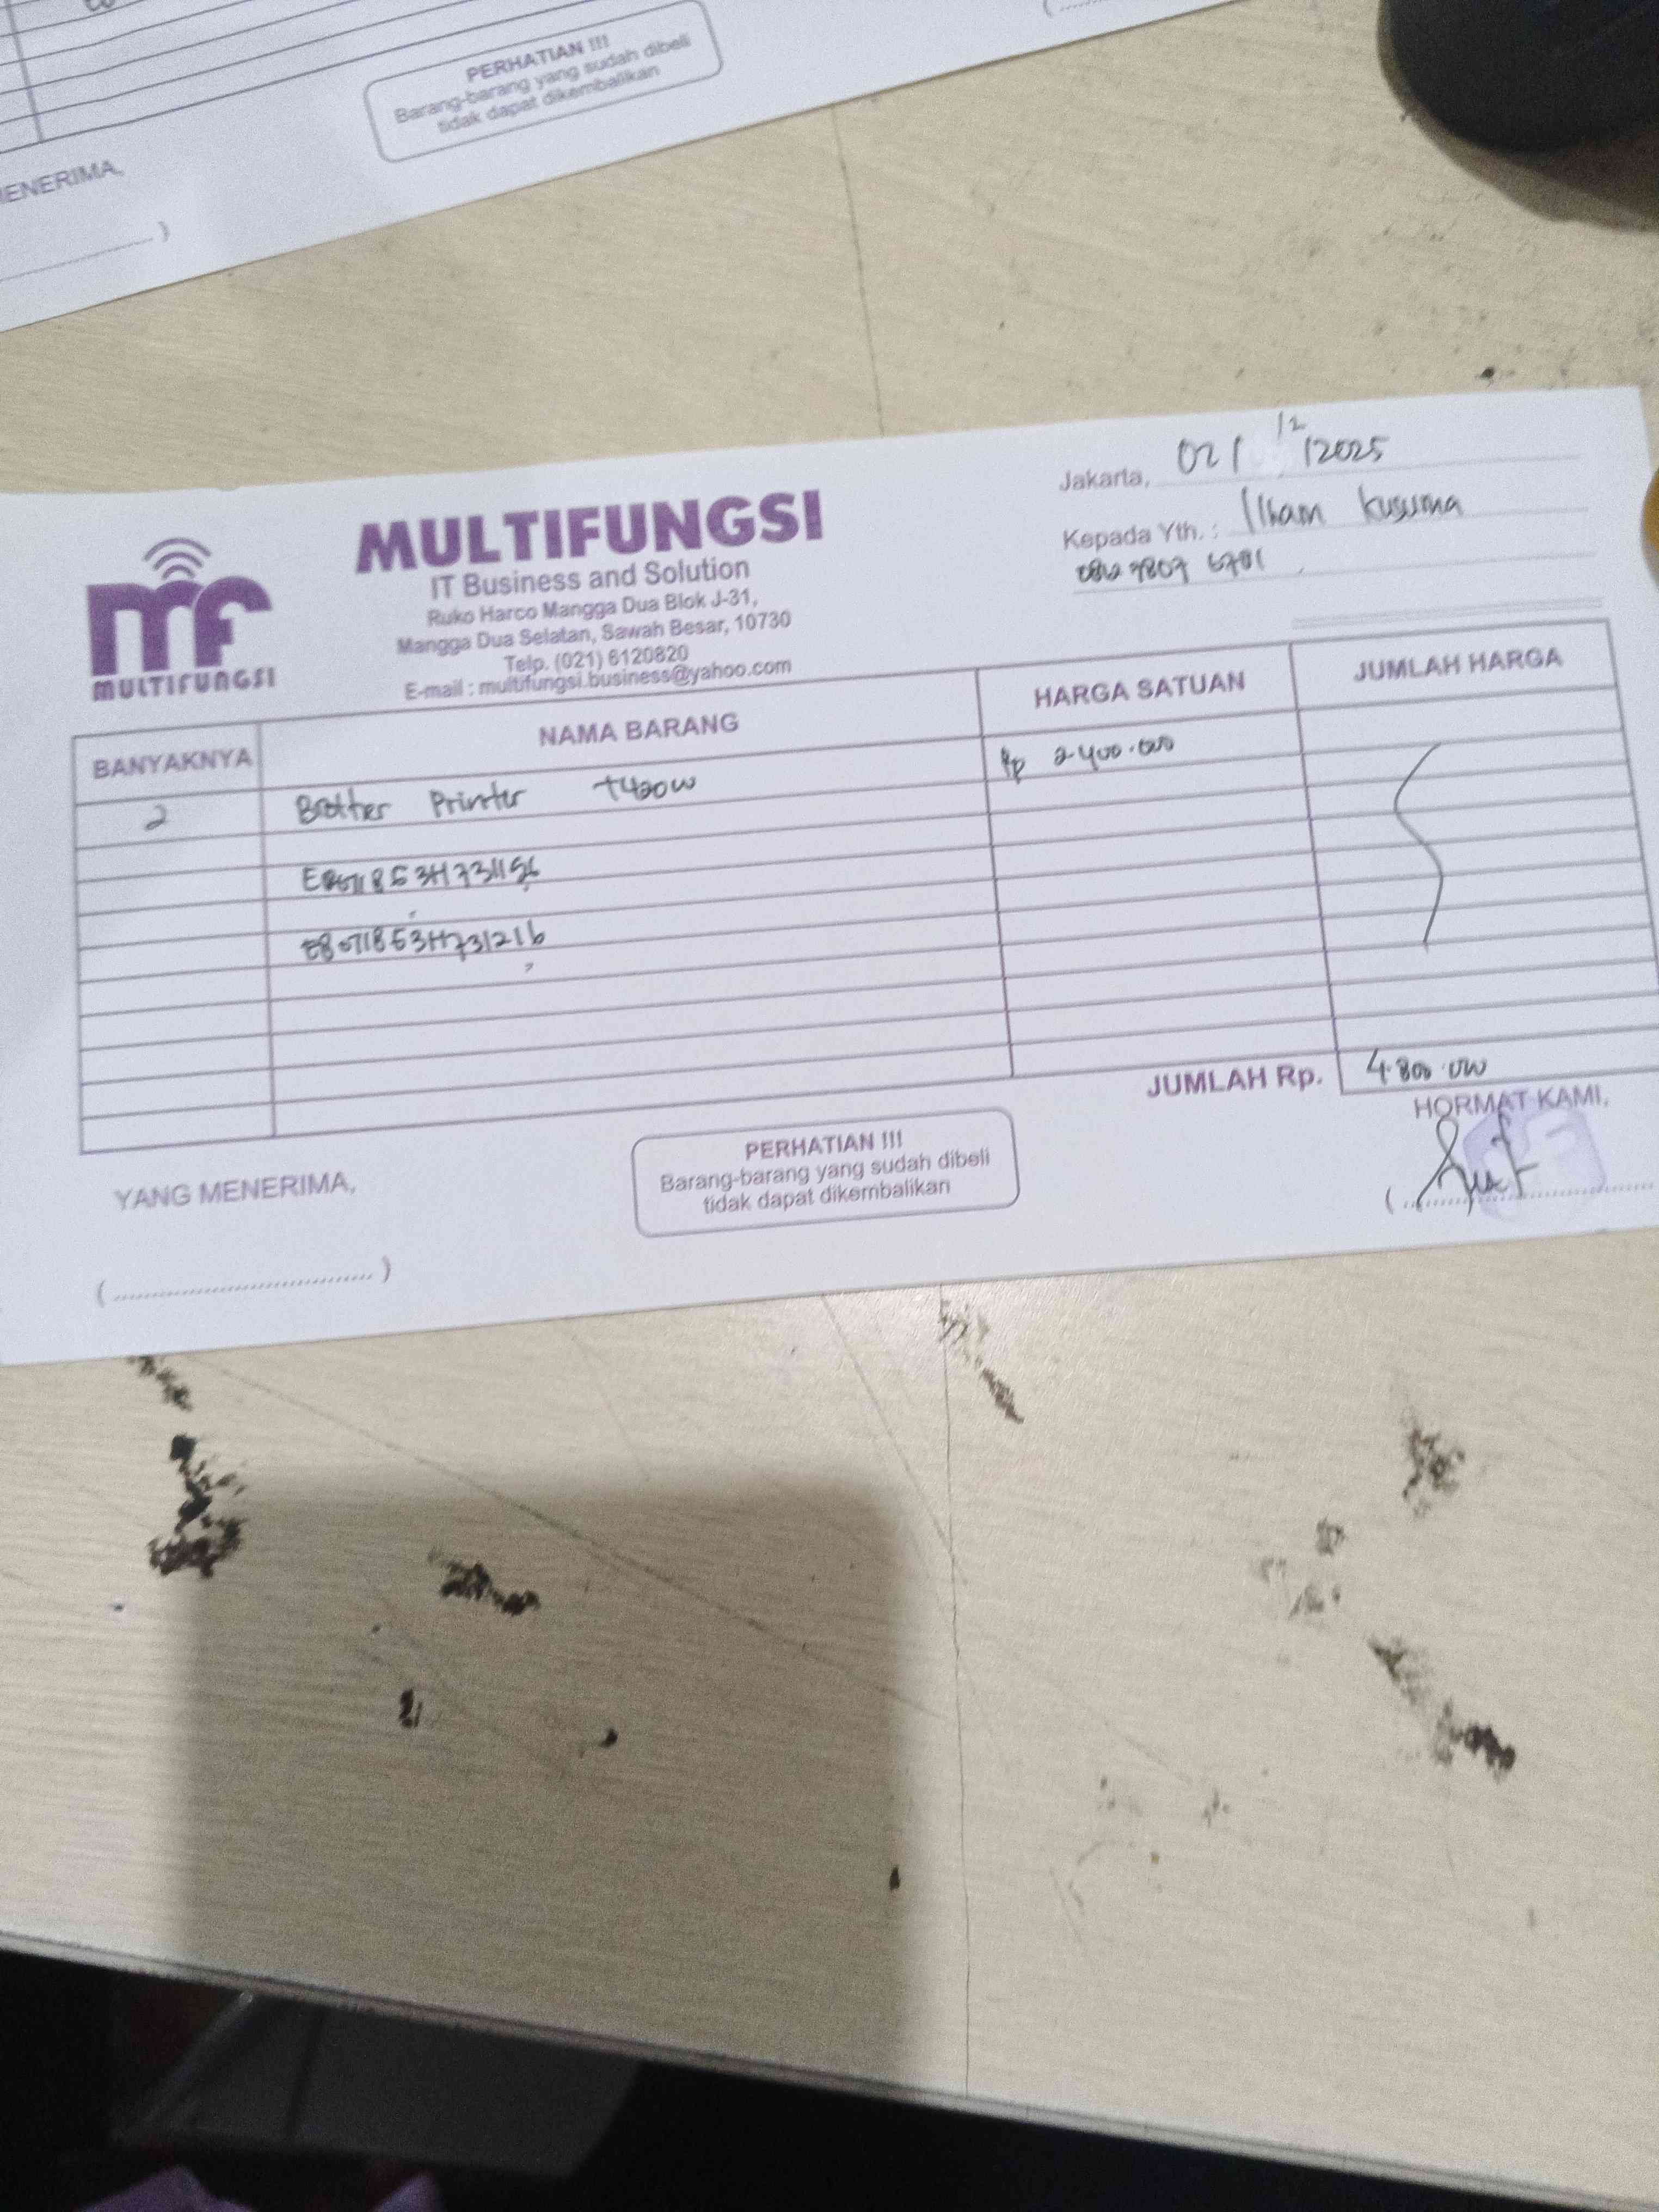 PERHATIAN !!!
Barang-barang yang sudah dibeli
tidak dapat dikembalikan
MENERIMA,
mf
MULTIFUNGSI
MULTIFUNGSI
IT Business and Solution
Ruko Harco Mangga Dua Blok J-31,
Mangga Dua Selatan, Sawah Besar, 10730
Telp. (021) 6120820
E-mail : multifungsi.business@yahoo.com
Jakarta, 02/12/2025
Kepada Yth. : Ilham Kusuma
BANYAKNYA NAMA BARANG HARGA SATUAN JUMLAH HARGA
2 Brother Printer T420W Rp 2.400.000
E80711853H731216
JUMLAH Rp. 4.800.000
YANG MENERIMA,
PERHATIAN !!!
Barang-barang yang sudah dibeli
tidak dapat dikembalikan
HORMAT KAMI,